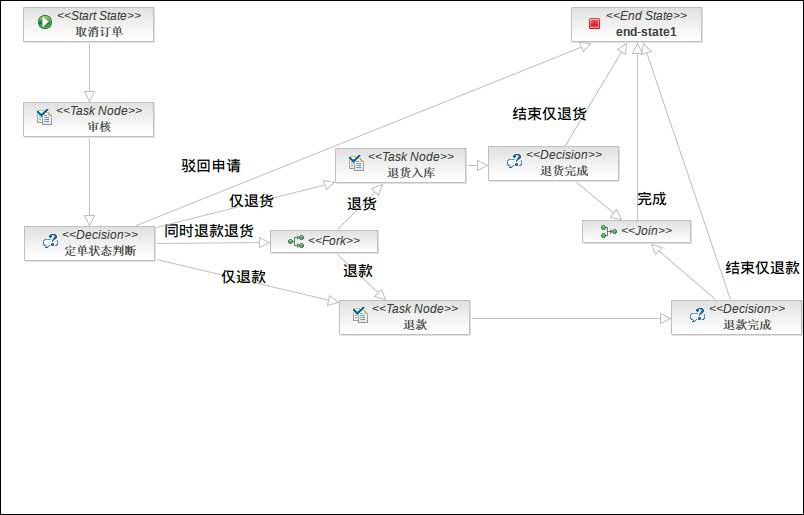 <<Start State>>
取消订单
<<End State>>
end-state1
<<Task Node>>
审核
结束仅退货
驳回申请
<<Task Node>>
退货入库
<<Decision>>
退货完成
仅退货
退货
完成
<<Decision>>
定单状态判断
同时退款退货
<<Fork>>
<<Join>>
仅退款
退款
结束仅退款
<<Task Node>>
退款
<<Decision>>
退款完成